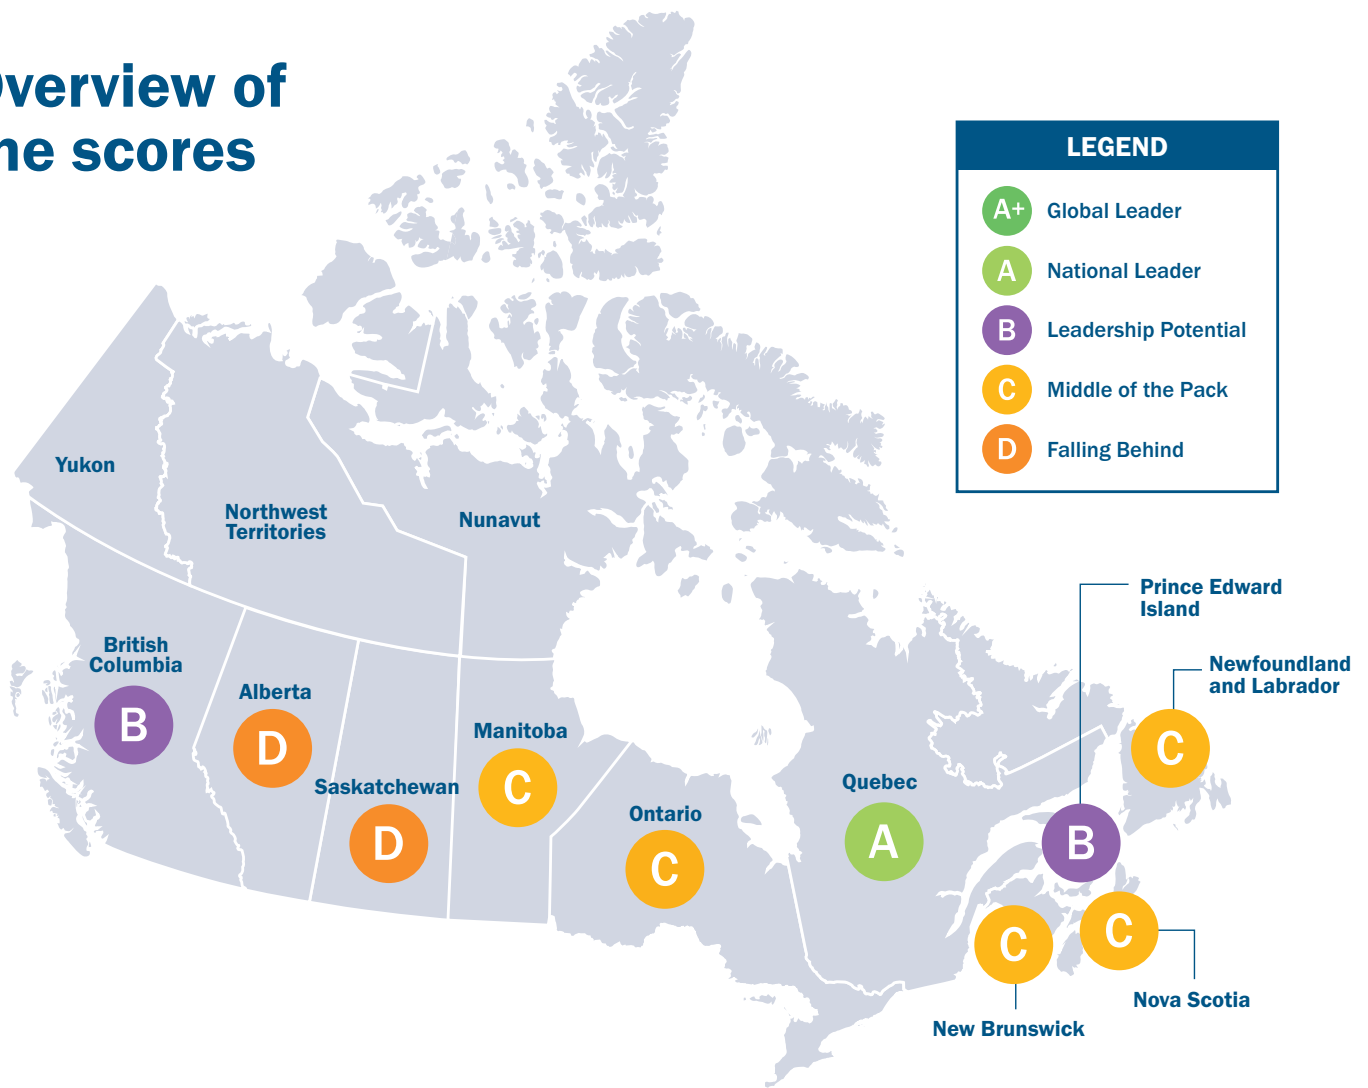 verview of
he scores
LEGEND
A+ Global Leader
A National Leader
B Leadership Potential
C Middle of the Pack
D Falling Behind
Yukon
Northwest
Territories
Nunavut
British
Columbia
B
Alberta
D
Saskatchewan
D
Manitoba
C
Ontario
C
Quebec
A
Prince Edward
Island
B
Newfoundland
and Labrador
C
C
Nova Scotia
C
New Brunswick